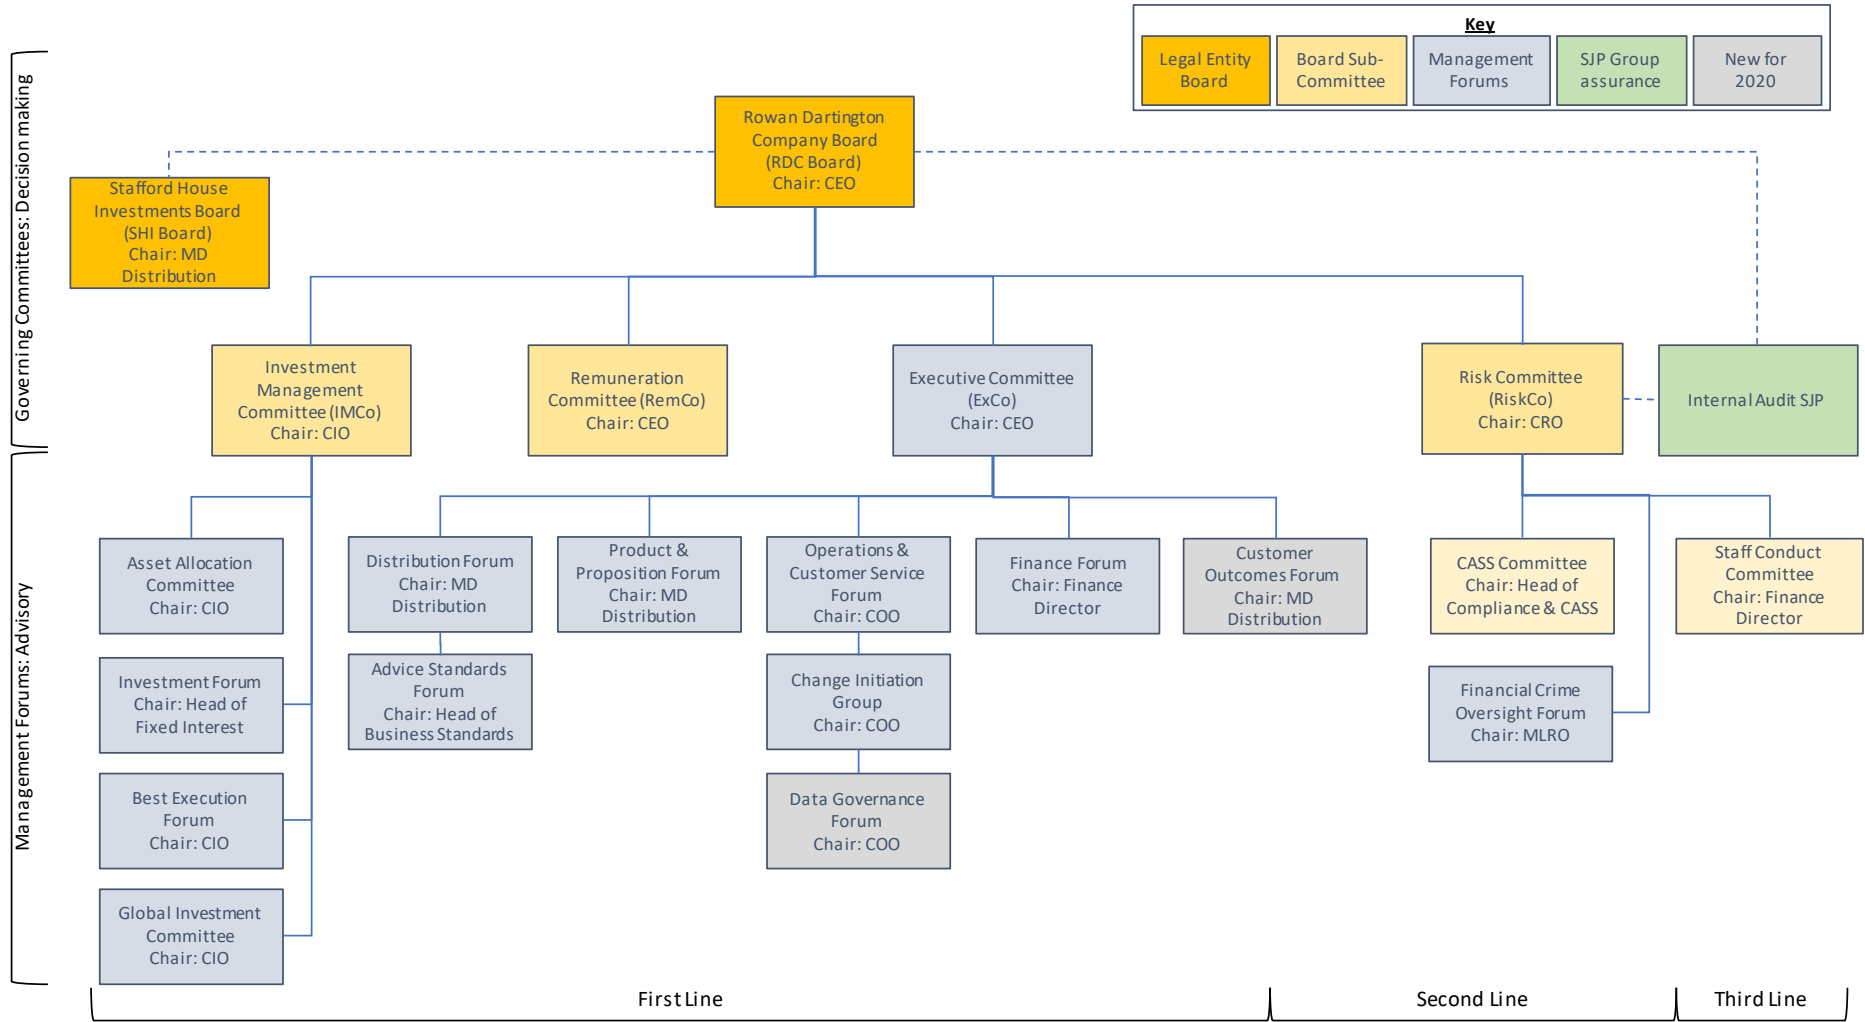 Key
Legal Entity
Board
Board Sub-
Committee
Management
Forums
SJP Group
assurance
New for
2020
Governing Committees: Decision making
Rowan Dartington
Company Board
(RDC Board)
Chair: CEO
Stafford House
Investments Board
(SHI Board)
Chair: MD
Distribution
Investment
Management
Committee (IMCo)
Chair: CIO
Remuneration
Committee (RemCo)
Chair: CEO
Executive Committee
(ExCo)
Chair: CEO
Risk Committee
(RiskCo)
Chair: CRO
Internal Audit SJP
Management Forums: Advisory
Asset Allocation
Committee
Chair: CIO
Distribution Forum
Chair: MD
Distribution
Product &
Proposition Forum
Chair: MD
Distribution
Operations &
Customer Service
Forum
Chair: COO
Finance Forum
Chair: Finance
Director
Customer
Outcomes Forum
Chair: MD
Distribution
CASS Committee
Chair: Head of
Compliance & CASS
Staff Conduct
Committee
Chair: Finance
Director
Investment Forum
Chair: Head of
Fixed Interest
Advice Standards
Forum
Chair: Head of
Business Standards
Change Initiation
Group
Chair: COO
Financial Crime
Oversight Forum
Chair: MLRO
Best Execution
Forum
Chair: CIO
Data Governance
Forum
Chair: COO
Global Investment
Committee
Chair: CIO
First Line
Second Line
Third Line